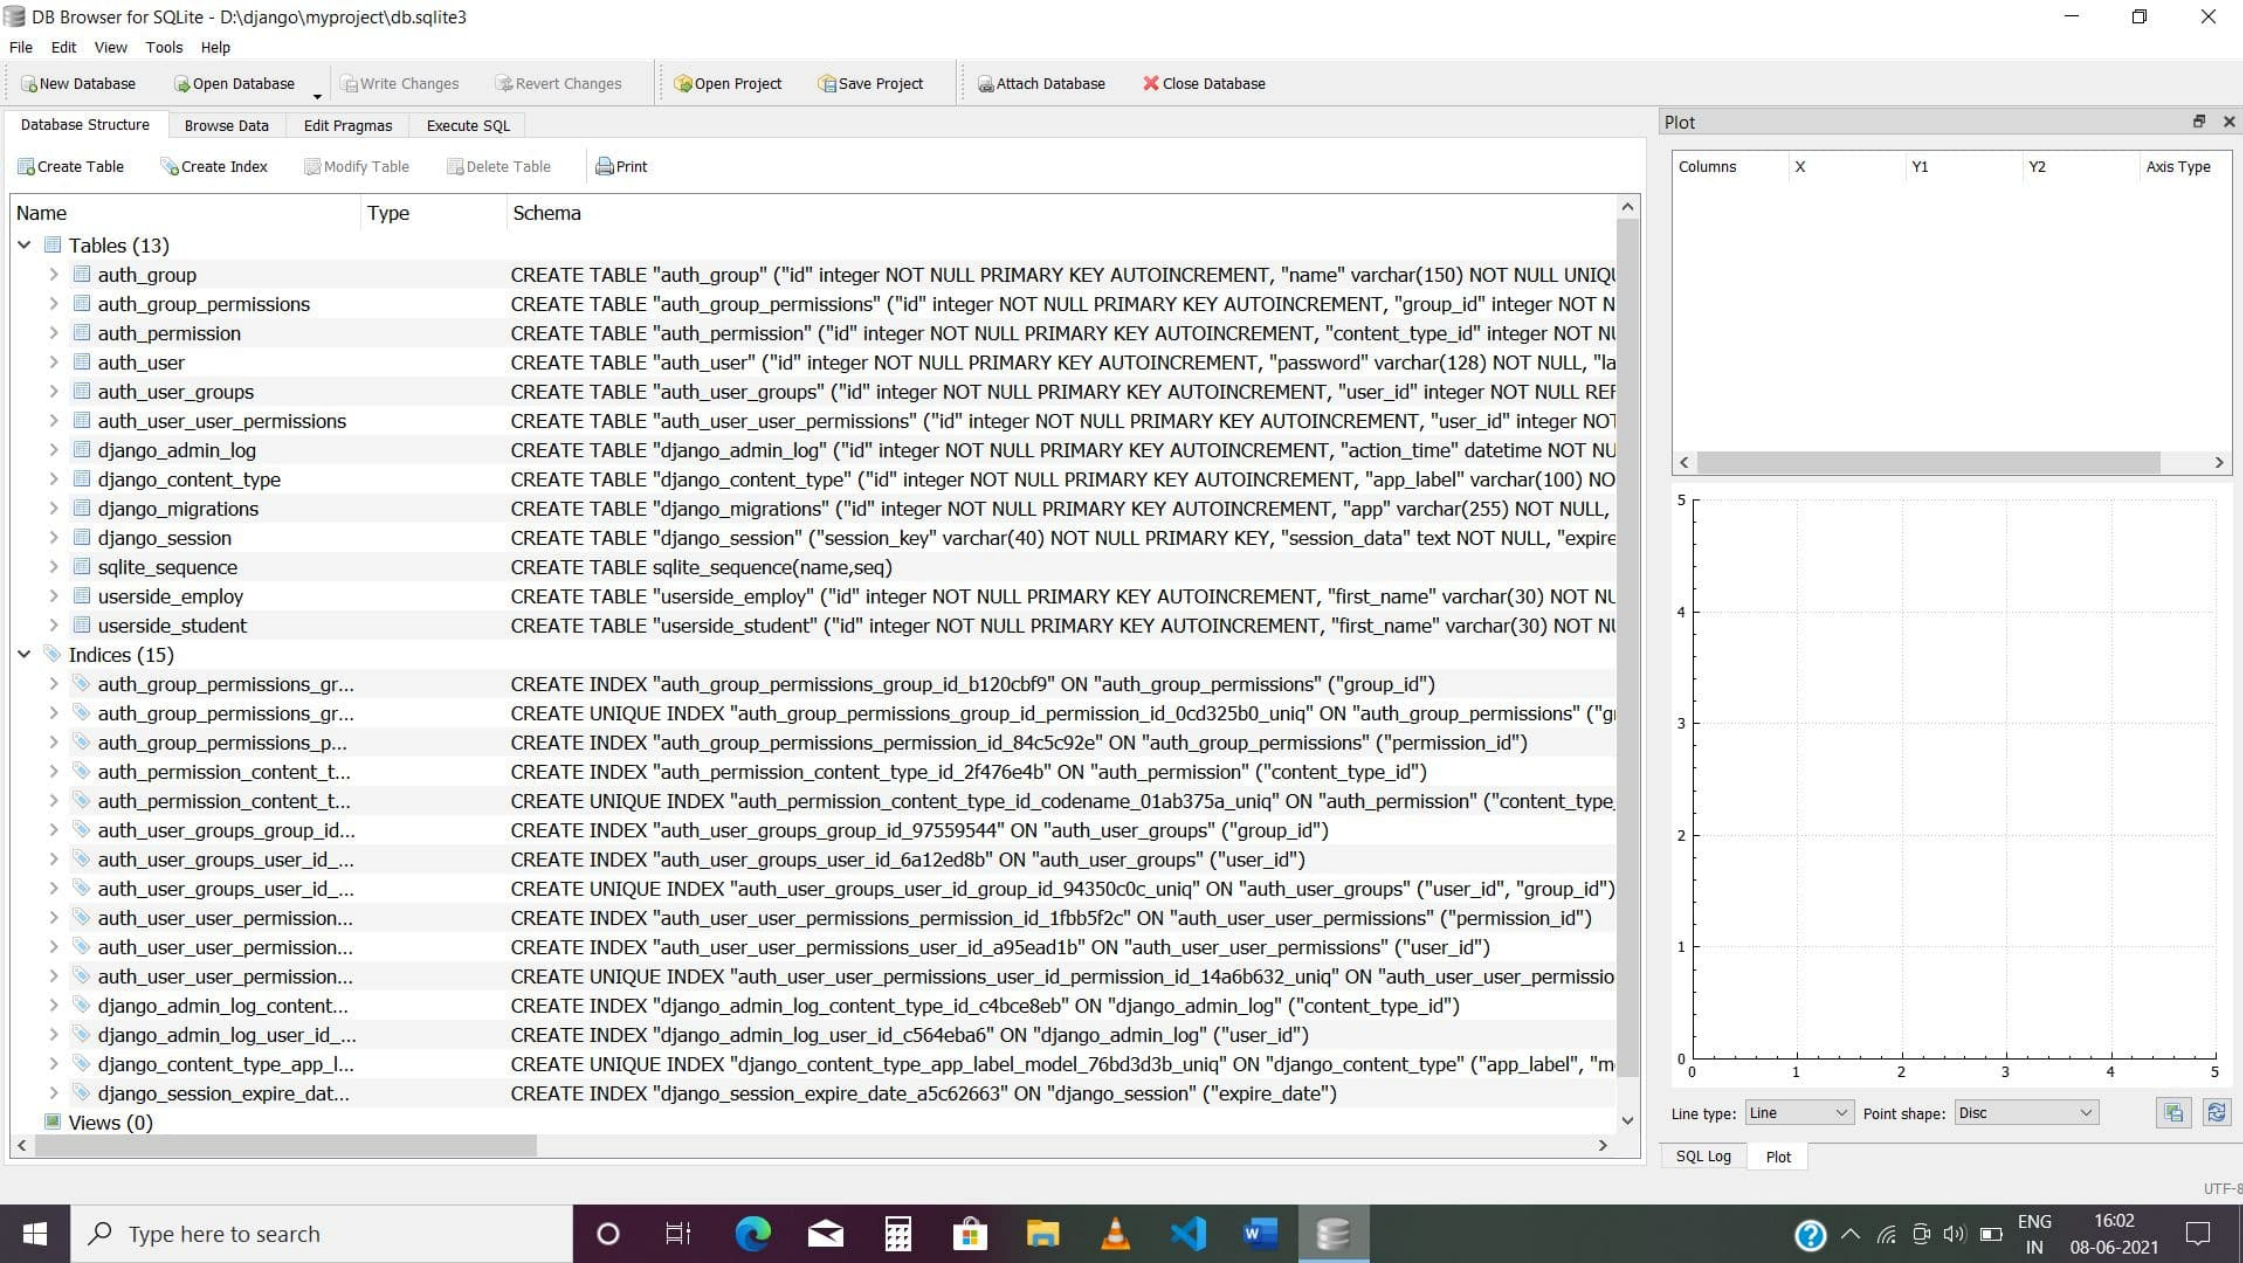 DB Browser for SQLite - D:\django\myproject\db.sqlite3
File Edit View Tools Help
New Database Open Database Write Changes Revert Changes Open Project Save Project Attach Database Close Database
Database Structure Browse Data Edit Pragmas Execute SQL
Create Table Create Index Modify Table Delete Table Print
Name Type Schema
Tables (13)
auth_group CREATE TABLE "auth_group" ("id" integer NOT NULL PRIMARY KEY AUTOINCREMENT, "name" varchar(150) NOT NULL UNIQU
auth_group_permissions CREATE TABLE "auth_group_permissions" ("id" integer NOT NULL PRIMARY KEY AUTOINCREMENT, "group_id" integer NOT N
auth_permission CREATE TABLE "auth_permission" ("id" integer NOT NULL PRIMARY KEY AUTOINCREMENT, "content_type_id" integer NOT NU
auth_user CREATE TABLE "auth_user" ("id" integer NOT NULL PRIMARY KEY AUTOINCREMENT, "password" varchar(128) NOT NULL, "la
auth_user_groups CREATE TABLE "auth_user_groups" ("id" integer NOT NULL PRIMARY KEY AUTOINCREMENT, "user_id" integer NOT NULL REF
auth_user_user_permissions CREATE TABLE "auth_user_user_permissions" ("id" integer NOT NULL PRIMARY KEY AUTOINCREMENT, "user_id" integer NOT
django_admin_log CREATE TABLE "django_admin_log" ("id" integer NOT NULL PRIMARY KEY AUTOINCREMENT, "action_time" datetime NOT NU
django_content_type CREATE TABLE "django_content_type" ("id" integer NOT NULL PRIMARY KEY AUTOINCREMENT, "app_label" varchar(100) NO
django_migrations CREATE TABLE "django_migrations" ("id" integer NOT NULL PRIMARY KEY AUTOINCREMENT, "app" varchar(255) NOT NULL,
django_session CREATE TABLE "django_session" ("session_key" varchar(40) NOT NULL PRIMARY KEY, "session_data" text NOT NULL, "expire
sqlite_sequence CREATE TABLE sqlite_sequence(name,seq)
userside_employ CREATE TABLE "userside_employ" ("id" integer NOT NULL PRIMARY KEY AUTOINCREMENT, "first_name" varchar(30) NOT NU
userside_student CREATE TABLE "userside_student" ("id" integer NOT NULL PRIMARY KEY AUTOINCREMENT, "first_name" varchar(30) NOT NU
Indices (15)
auth_group_permissions_gr... CREATE INDEX "auth_group_permissions_group_id_b120cbf9" ON "auth_group_permissions" ("group_id")
auth_group_permissions_gr... CREATE UNIQUE INDEX "auth_group_permissions_group_id_permission_id_0cd325b0_uniq" ON "auth_group_permissions" ("gr
auth_group_permissions_p... CREATE INDEX "auth_group_permissions_permission_id_84c5c92e" ON "auth_group_permissions" ("permission_id")
auth_permission_content_t... CREATE INDEX "auth_permission_content_type_id_2f476e4b" ON "auth_permission" ("content_type_id")
auth_permission_content_t... CREATE UNIQUE INDEX "auth_permission_content_type_id_codename_01ab375a_uniq" ON "auth_permission" ("content_type_
auth_user_groups_group_id... CREATE INDEX "auth_user_groups_group_id_97559544" ON "auth_user_groups" ("group_id")
auth_user_groups_user_id_... CREATE INDEX "auth_user_groups_user_id_6a12ed8b" ON "auth_user_groups" ("user_id")
auth_user_groups_user_id_... CREATE UNIQUE INDEX "auth_user_groups_user_id_group_id_94350c0c_uniq" ON "auth_user_groups" ("user_id", "group_id")
auth_user_user_permission... CREATE INDEX "auth_user_user_permissions_permission_id_1fbb5f2c" ON "auth_user_user_permissions" ("permission_id")
auth_user_user_permission... CREATE INDEX "auth_user_user_permissions_user_id_a95ead1b" ON "auth_user_user_permissions" ("user_id")
auth_user_user_permission... CREATE UNIQUE INDEX "auth_user_user_permissions_user_id_permission_id_14a6b632_uniq" ON "auth_user_user_permissio
django_admin_log_content... CREATE INDEX "django_admin_log_content_type_id_c4bce8eb" ON "django_admin_log" ("content_type_id")
django_admin_log_user_id_... CREATE INDEX "django_admin_log_user_id_c564eba6" ON "django_admin_log" ("user_id")
django_content_type_app_l... CREATE UNIQUE INDEX "django_content_type_app_label_model_76bd3d3b_uniq" ON "django_content_type" ("app_label", "m
django_session_expire_dat... CREATE INDEX "django_session_expire_date_a5c62663" ON "django_session" ("expire_date")
Views (0)
Plot
Columns X Y1 Y2 Axis Type
5
4
3
2
1
0
0 1 2 3 4 5
Line type: Line Point shape: Disc
SQL Log Plot
UTF-8
Type here to search
W
?
ENG
IN
16:02
08-06-2021